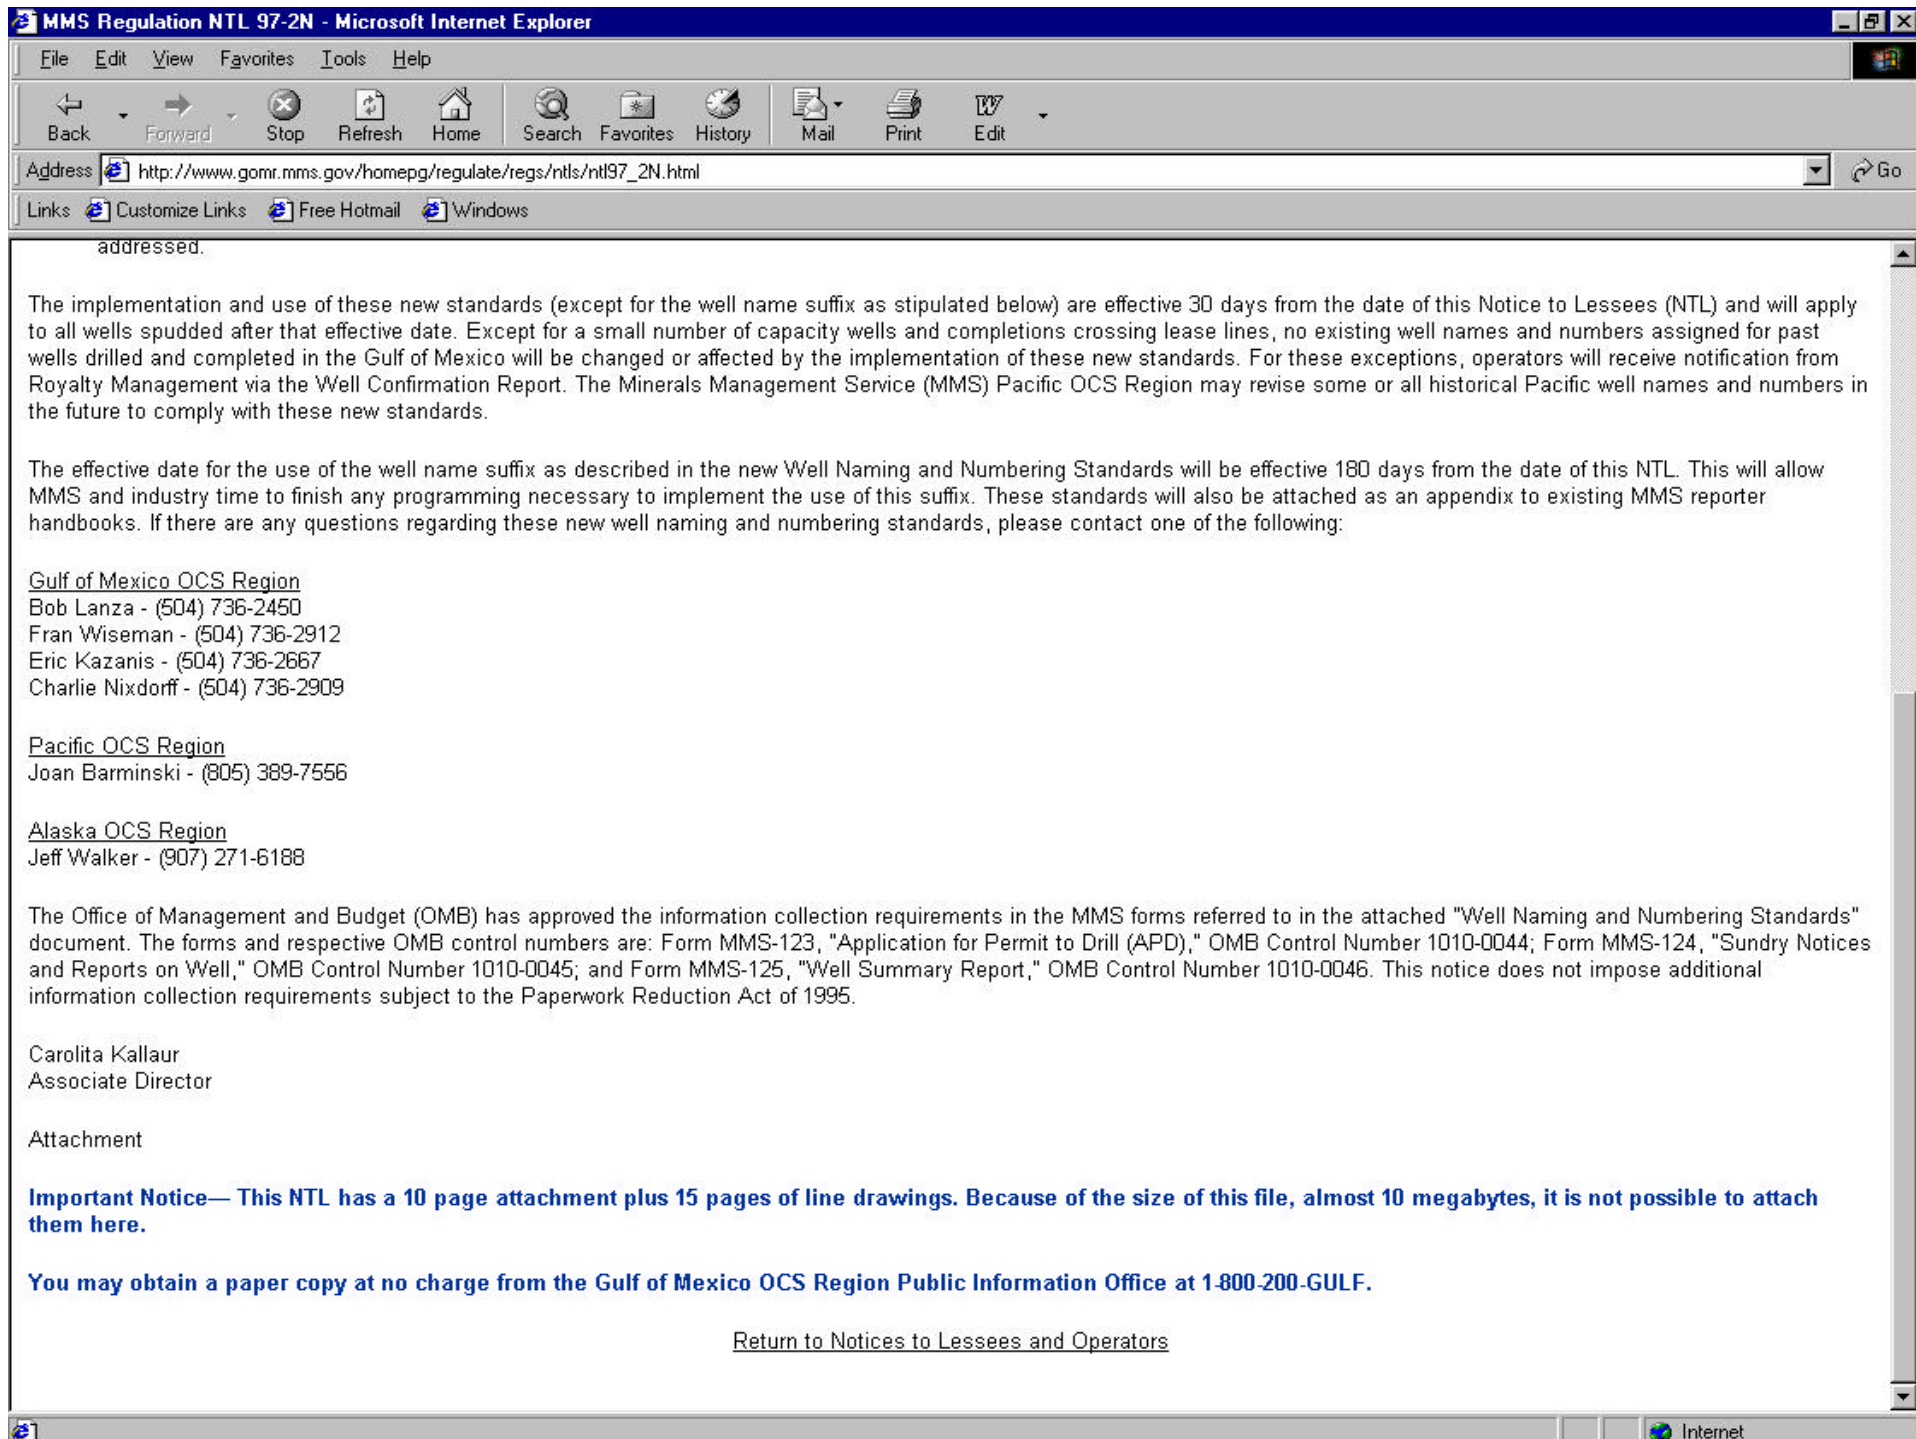 MMS Regulation NTL 97-2N - Microsoft Internet Explorer
File Edit View Favorites Tools Help
Back Forward Stop Refresh Home Search Favorites History Mail Print Edit
Address http://www.gomr.mms.gov/homepg/regulate/regs/ntls/ntl97_2N.html Go
Links Customize Links Free Hotmail Windows
addressed.
The implementation and use of these new standards (except for the well name suffix as stipulated below) are effective 30 days from the date of this Notice to Lessees (NTL) and will apply
to all wells spudded after that effective date. Except for a small number of capacity wells and completions crossing lease lines, no existing well names and numbers assigned for past
wells drilled and completed in the Gulf of Mexico will be changed or affected by the implementation of these new standards. For these exceptions, operators will receive notification from
Royalty Management via the Well Confirmation Report. The Minerals Management Service (MMS) Pacific OCS Region may revise some or all historical Pacific well names and numbers in
the future to comply with these new standards.
The effective date for the use of the well name suffix as described in the new Well Naming and Numbering Standards will be effective 180 days from the date of this NTL. This will allow
MMS and industry time to finish any programming necessary to implement the use of this suffix. These standards will also be attached as an appendix to existing MMS reporter
handbooks. If there are any questions regarding these new well naming and numbering standards, please contact one of the following:
Gulf of Mexico OCS Region
Bob Lanza - (504) 736-2450
Fran Wiseman - (504) 736-2912
Eric Kazanis - (504) 736-2667
Charlie Nixdorff - (504) 736-2909
Pacific OCS Region
Joan Barminski - (805) 389-7556
Alaska OCS Region
Jeff Walker - (907) 271-6188
The Office of Management and Budget (OMB) has approved the information collection requirements in the MMS forms referred to in the attached "Well Naming and Numbering Standards"
document. The forms and respective OMB control numbers are: Form MMS-123, "Application for Permit to Drill (APD)," OMB Control Number 1010-0044; Form MMS-124, "Sundry Notices
and Reports on Well," OMB Control Number 1010-0045; and Form MMS-125, "Well Summary Report," OMB Control Number 1010-0046. This notice does not impose additional
information collection requirements subject to the Paperwork Reduction Act of 1995.
Carolita Kallaur
Associate Director
Attachment
Important Notice— This NTL has a 10 page attachment plus 15 pages of line drawings. Because of the size of this file, almost 10 megabytes, it is not possible to attach
them here.
You may obtain a paper copy at no charge from the Gulf of Mexico OCS Region Public Information Office at 1-800-200-GULF.
Return to Notices to Lessees and Operators
Internet